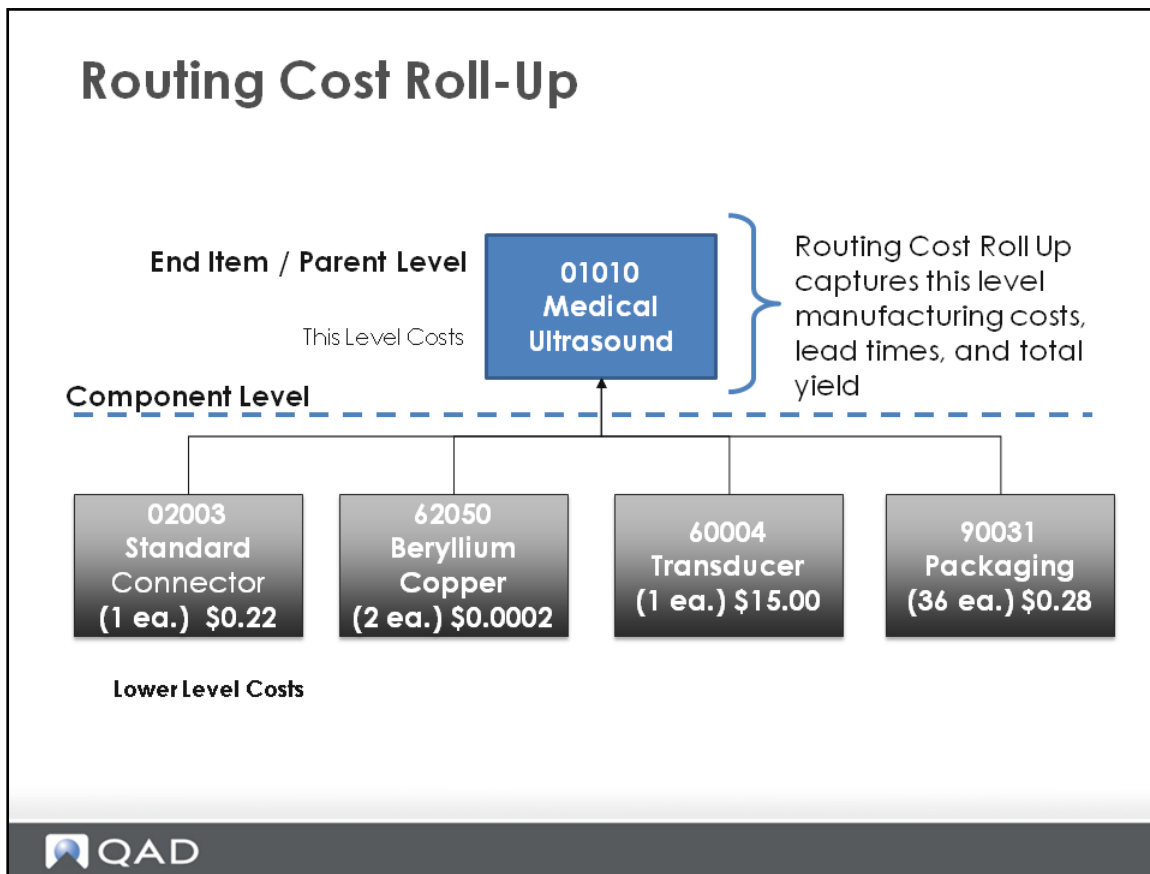 Routing Cost Roll-Up
End Item / Parent Level
This Level Costs
01010
Medical
Ultrasound
Routing Cost Roll Up
captures this level
manufacturing costs,
lead times, and total
yield
Component Level
02003
Standard
Connector
(1 ea.) $0.22
62050
Beryllium
Copper
(2 ea.) $0.0002
60004
Transducer
(1 ea.) $15.00
90031
Packaging
(36 ea.) $0.28
Lower Level Costs
QAD